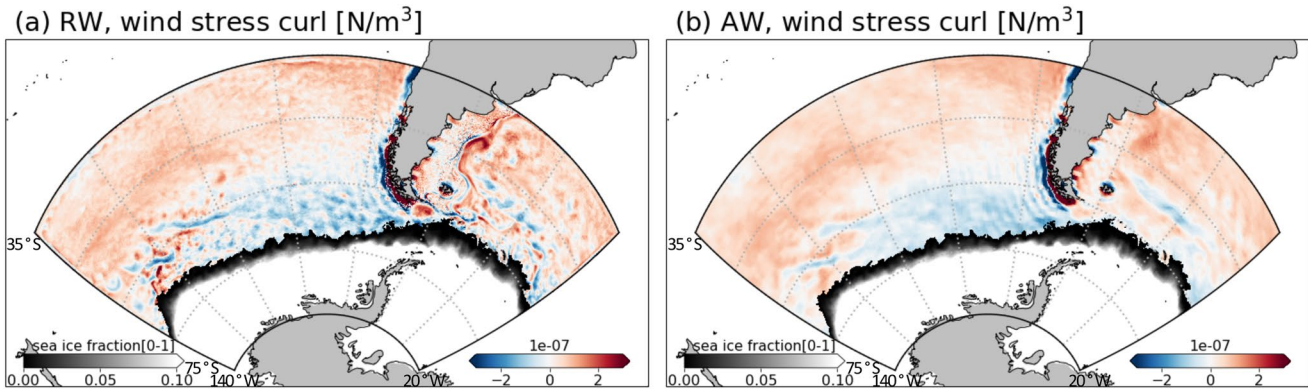 (a) RW, wind stress curl [N/m³]
35°S
sea ice fraction[0-1]
0.00 0.05 0.10
75°S
140°W
20°W
1e-07
−2 0 2
(b) AW, wind stress curl [N/m³]
35°S
sea ice fraction[0-1]
0.00 0.05 0.10
75°S
140°W
20°W
1e-07
−2 0 2